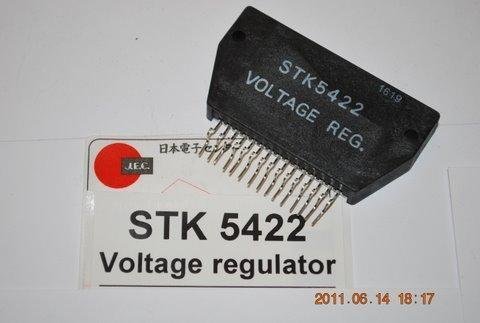 STK5422
1619
VOLTAGE REG.
日本電子センター
J.E.C.
STK 5422
Voltage regulator
2011.06.14 18:17